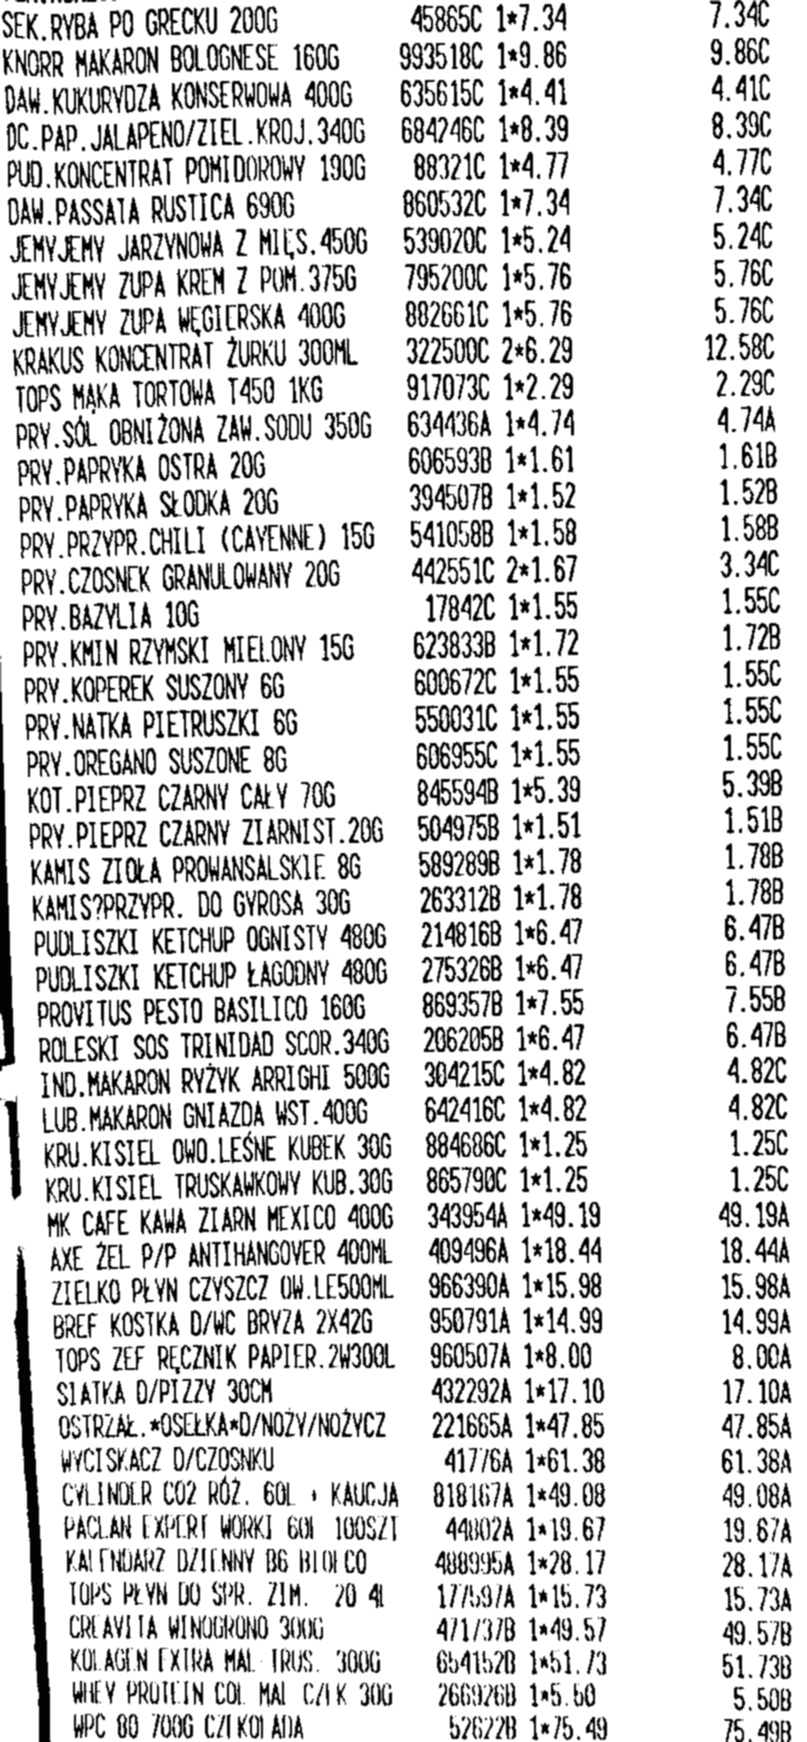 SEK.RYBA PO GRECKU 200G 45865C 1*7.34 7.34C
KNORR MAKARON BOLOGNESE 160G 993518C 1*9.86 9.86C
DAW.KUKURYDZA KONSERWOWA 400G 635615C 1*4.41 4.41C
DC.PAP.JALAPENO/ZIEL.KROJ.340G 684246C 1*8.39 8.39C
PUD.KONCENTRAT POMIDOROWY 190G 88321C 1*4.77 4.77C
DAW.PASSATA RUSTICA 690G 860532C 1*7.34 7.34C
JEMYJEMY JARZYNOWA Z MIĘS.450G 539020C 1*5.24 5.24C
JEMYJEMY ZUPA KREM Z POM.375G 795200C 1*5.76 5.76C
JEMYJEMY ZUPA WĘGIERSKA 400G 882661C 1*5.76 5.76C
KRAKUS KONCENTRAT ŻURKU 300ML 322500C 2*6.29 12.58C
TOPS MĄKA TORTOWA T450 1KG 917073C 1*2.29 2.29C
PRY.SÓL OBNIŻONA ZAW.SODU 350G 634436A 1*4.74 4.74A
PRY.PAPRYKA OSTRA 20G 606593B 1*1.61 1.61B
PRY.PAPRYKA SŁODKA 20G 394507B 1*1.52 1.52B
PRY.PRZYPR.CHILI (CAYENNE) 15G 541058B 1*1.58 1.58B
PRY.CZOSNEK GRANULOWANY 20G 442551C 2*1.67 3.34C
PRY.BAZYLIA 10G 17842C 1*1.55 1.55C
PRY.KMIN RZYMSKI MIELONY 15G 623833B 1*1.72 1.72B
PRY.KOPEREK SUSZONY 6G 600672C 1*1.55 1.55C
PRY.NATKA PIETRUSZKI 6G 550031C 1*1.55 1.55C
PRY.OREGANO SUSZONE 8G 606955C 1*1.55 1.55C
KOT.PIEPRZ CZARNY CAŁY 70G 845594B 1*5.39 5.39B
PRY.PIEPRZ CZARNY ZIARNIST.20G 504975B 1*1.51 1.51B
KAMIS ZIOŁA PROWANSALSKIE 8G 589289B 1*1.78 1.78B
KAMIS?PRZYPR. DO GYROSA 30G 263312B 1*1.78 1.78B
PUDLISZKI KETCHUP OGNISTY 480G 214816B 1*6.47 6.47B
PUDLISZKI KETCHUP ŁAGODNY 480G 275326B 1*6.47 6.47B
PROVITUS PESTO BASILICO 160G 869357B 1*7.55 7.55B
ROLESKI SOS TRINIDAD SCOR.340G 206205B 1*6.47 6.47B
IND.MAKARON RYŻYK ARRIGHI 500G 304215C 1*4.82 4.82C
LUB.MAKARON GNIAZDA WST.400G 642416C 1*4.82 4.82C
KRU.KISIEL OWO.LEŚNE KUBEK 30G 884686C 1*1.25 1.25C
KRU.KISIEL TRUSKAWKOWY KUB.30G 865790C 1*1.25 1.25C
MK CAFE KAWA ZIARN MEXICO 400G 343954A 1*49.19 49.19A
AXE ŻEL P/P ANTIHANGOVER 400ML 409496A 1*18.44 18.44A
ZIELKO PŁYN CZYSZCZ OW.LE500ML 966390A 1*15.98 15.98A
BREF KOSTKA D/WC BRYZA 2X42G 950791A 1*14.99 14.99A
TOPS ZEF RĘCZNIK PAPIER.2W300L 960507A 1*8.00 8.00A
SIATKA D/PIZZY 30CM 432292A 1*17.10 17.10A
OSTRZAŁ.*OSEŁKA*D/NOŻY/NOŻYCZ 221665A 1*47.85 47.85A
WYCISKACZ D/CZOSNKU 41776A 1*61.38 61.38A
CYLINDER CO2 RÓŻ. 60L + KAUCJA 818167A 1*49.08 49.08A
PACLAN EXPERT WORKI 60L 100SZT 44802A 1*19.67 19.67A
KALENDARZ DZIENNY B6 488995A 1*28.17 28.17A
TOPS PŁYN DO SPR. ZIM. 20 4L 177597A 1*15.73 15.73A
CREAVITA WINOGRONO 300G 471737B 1*49.57 49.57B
KOLAGEN EXTRA MAL TRUS. 300G 654152B 1*51.73 51.73B
WHEY PROTEIN COL MAL CZEK 30G 266926B 1*5.50 5.50B
WPC 80 700G CZEKOLADA 52622B 1*75.49 75.49B